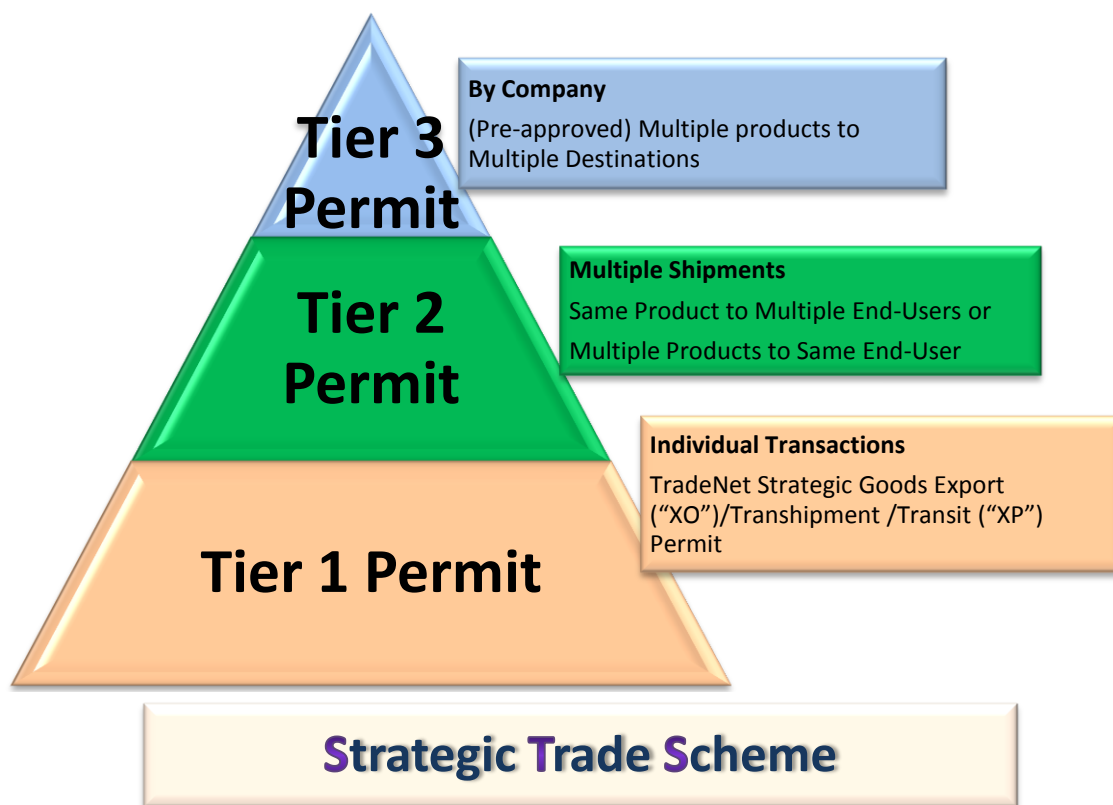 Tier 3
Permit
By Company
(Pre-approved) Multiple products to
Multiple Destinations
Tier 2
Permit
Multiple Shipments
Same Product to Multiple End-Users or
Multiple Products to Same End-User
Tier 1 Permit
Individual Transactions
TradeNet Strategic Goods Export
(“XO”)/Transhipment /Transit (“XP”)
Permit
Strategic Trade Scheme